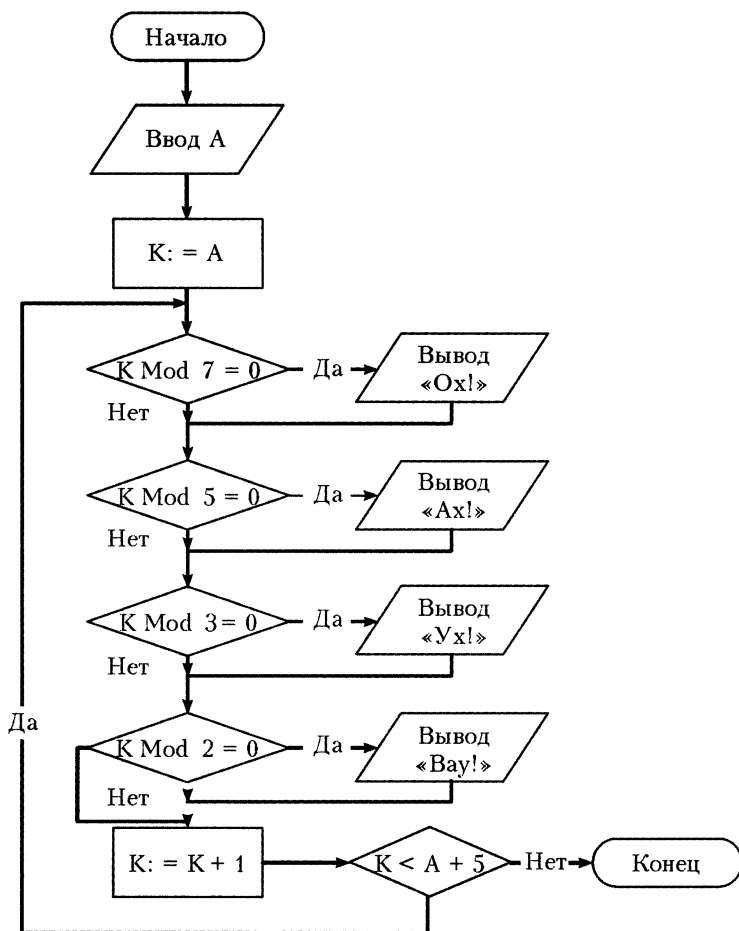 Начало
Ввод A
K: = A
K Mod 7 = 0
Да
Вывод
«Ох!»
Нет
K Mod 5 = 0
Да
Вывод
«Ах!»
Нет
K Mod 3 = 0
Да
Вывод
«Ух!»
Нет
Да
K Mod 2 = 0
Да
Вывод
«Вау!»
Нет
K: = K + 1
K < A + 5
Нет
Конец